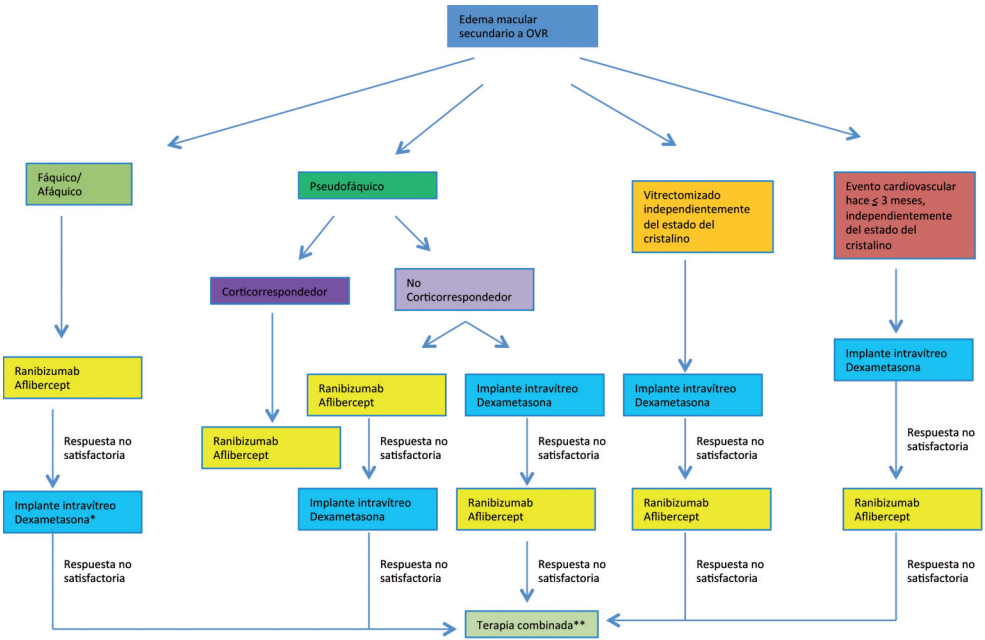 Edema macular
secundario a OVR
Fáquico/
Afáquico
Pseudofáquico
Vitrectomizado
independientemente
del estado del
cristalino
Evento cardiovascular
hace ≤ 3 meses,
independientemente
del estado del
cristalino
Corticorrespondedor
No
Corticorrespondedor
Ranibizumab
Aflibercept
Ranibizumab
Aflibercept
Ranibizumab
Aflibercept
Implante intravítreo
Dexametasona
Implante intravítreo
Dexametasona
Implante intravítreo
Dexametasona
Respuesta no
satisfactoria
Respuesta no
satisfactoria
Respuesta no
satisfactoria
Respuesta no
satisfactoria
Respuesta no
satisfactoria
Implante intravítreo
Dexametasona*
Implante intravítreo
Dexametasona
Ranibizumab
Aflibercept
Ranibizumab
Aflibercept
Ranibizumab
Aflibercept
Respuesta no
satisfactoria
Respuesta no
satisfactoria
Respuesta no
satisfactoria
Respuesta no
satisfactoria
Respuesta no
satisfactoria
Terapia combinada**